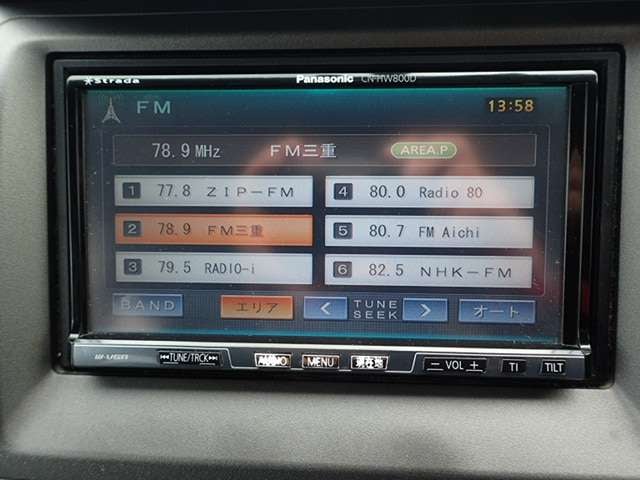 Strada Panasonic CN-HW800D
FM 13:58
78.9 MHz FM三重 AREA.P
1 77.8 ZIP-FM
2 78.9 FM三重
3 79.5 RADIO-i
4 80.0 Radio 80
5 80.7 FM Aichi
6 82.5 NHK-FM
BAND エリア < TUNE SEEK > オート
TUNE/TRCK AUDIO MENU 現在地 － VOL ＋ TI TILT